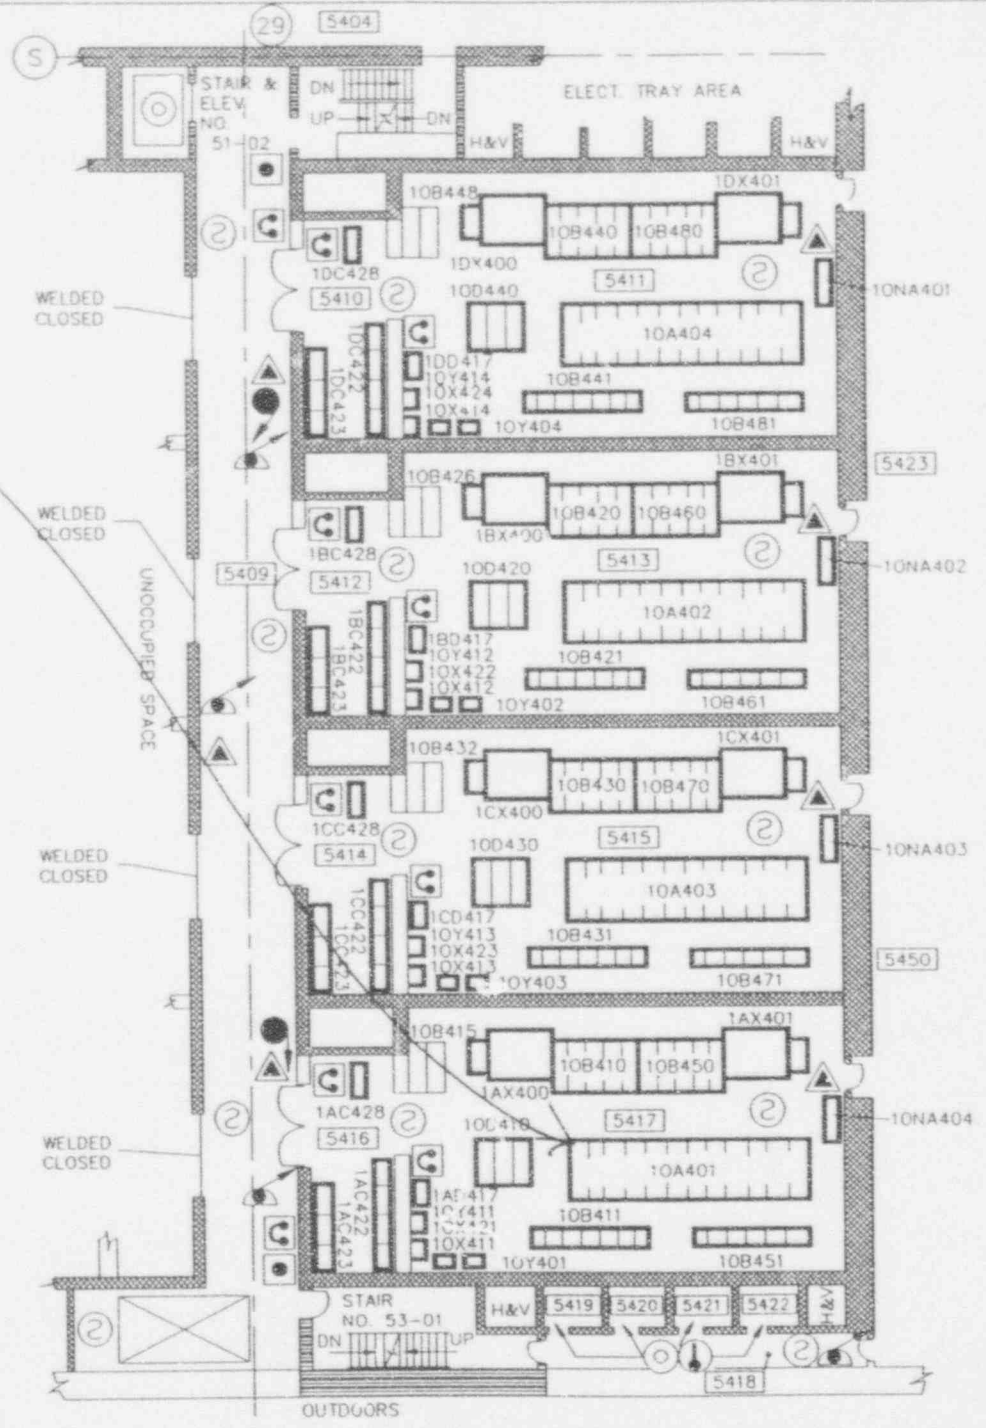 29
5404
S
STAIR &
ELEV.
NO.
51-02
DN
UP
DN
ELECT. TRAY AREA
H&V
H&V
10B448
1DX401
S
10B440
10B480
1DX400
1DC428
5411
S
5410
S
10D440
10NA401
WELDED
CLOSED
10A404
1DC422
1DC423
1DD417
10Y414
10X424
10X414
10B441
10Y404
10B481
5423
10B426
1BX401
WELDED
CLOSED
10B420
10B460
1BX400
1BC428
5413
S
5409
5412
S
10D420
10NA402
UNOCCUPIED SPACE
10A402
S
1BC422
1BC423
1BD417
10Y412
10X422
10X412
10B421
10Y402
10B461
10B432
1CX401
10B430
10B470
1CX400
1CC428
5415
S
5414
S
10D430
10NA403
WELDED
CLOSED
10A403
1CC422
1CC423
1CD417
10Y413
10X423
10X413
10B431
10Y403
10B471
5450
10B415
1AX401
10B410
10B450
1AX400
1AC428
5417
S
S
5416
S
10NA404
WELDED
CLOSED
10A401
1AC422
1AC423
10X411
10B411
10Y401
10B451
STAIR
NO. 53-01
DN
UP
H&V
5419
5420
5421
5422
H&V
S
S
5418
OUTDOORS